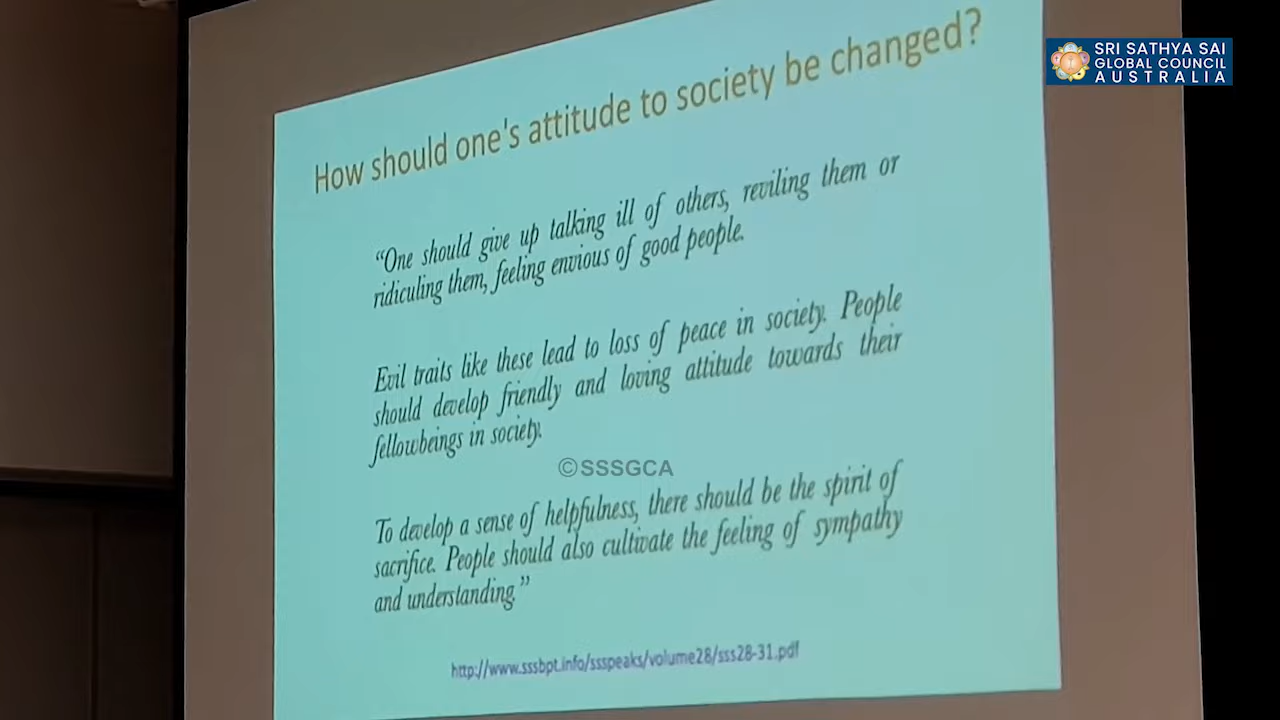 How should one's attitude to society be changed?
SRI SATHYA SAI
GLOBAL COUNCIL
AUSTRALIA
“One should give up talking ill of others, reviling them or
ridiculing them, feeling envious of good people.
Evil traits like these lead to loss of peace in society. People
should develop friendly and loving attitude towards their
fellowbeings in society.
©SSSGCA
To develop a sense of helpfulness, there should be the spirit of
sacrifice. People should also cultivate the feeling of sympathy
and understanding.”
http://www.sssbpt.info/ssspeaks/volume28/sss28-31.pdf